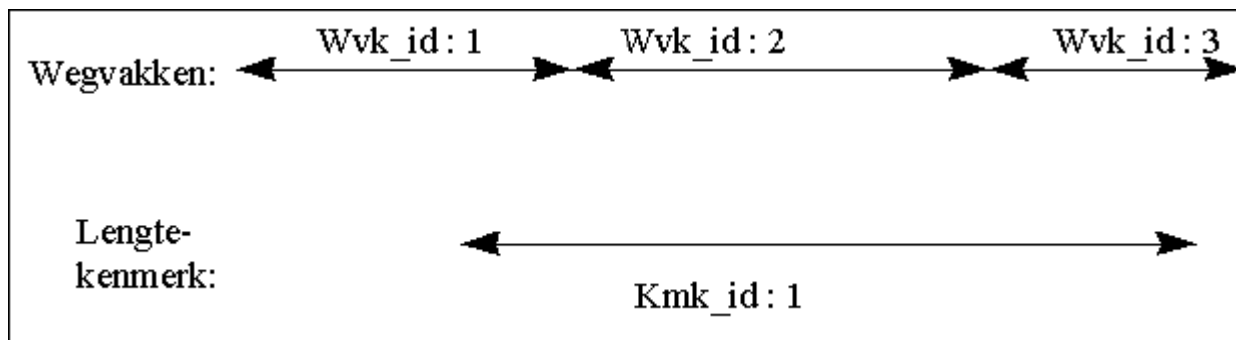 Wvk_id : 1
Wvk_id : 2
Wvk_id : 3
Wegvakken:
Lengte-
kenmerk:
Kmk_id : 1